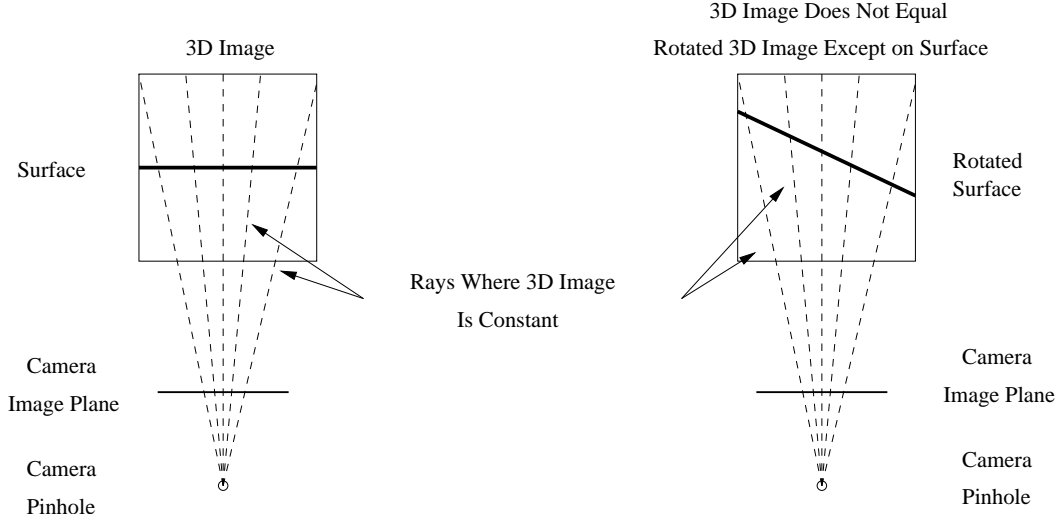 3D Image
3D Image Does Not Equal
Rotated 3D Image Except on Surface
Surface
Rotated
Surface
Rays Where 3D Image
Is Constant
Camera
Image Plane
Camera
Image Plane
Camera
Pinhole
Camera
Pinhole